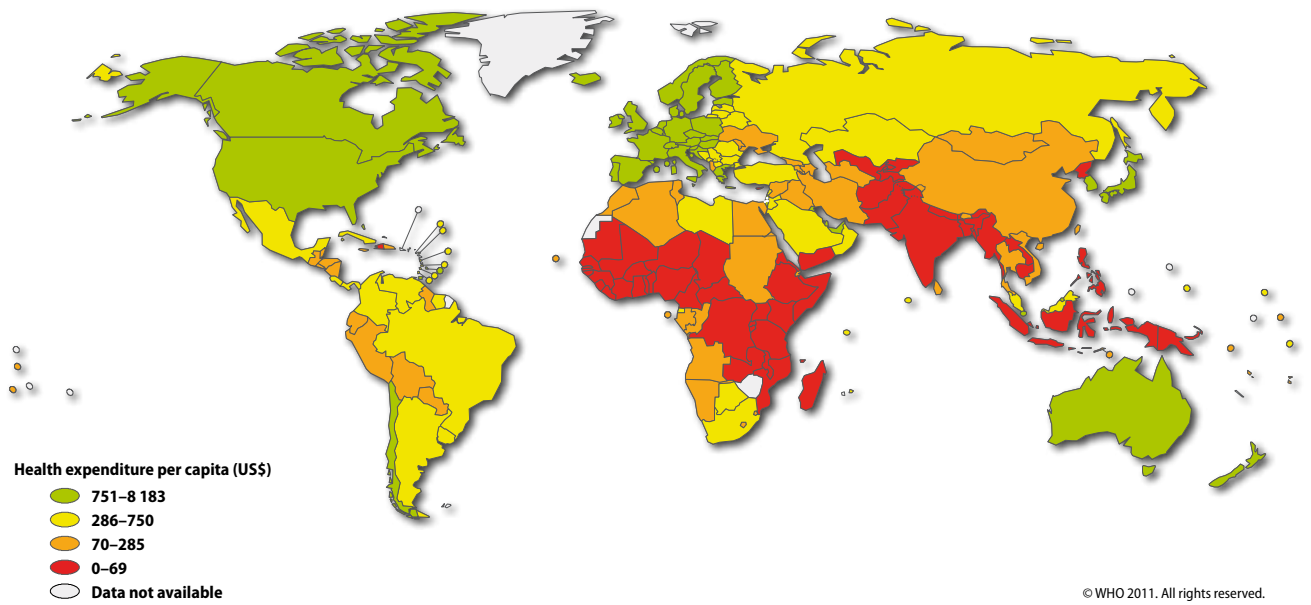 Health expenditure per capita (US$)
751–8 183
286–750
70–285
0–69
Data not available
© WHO 2011. All rights reserved.